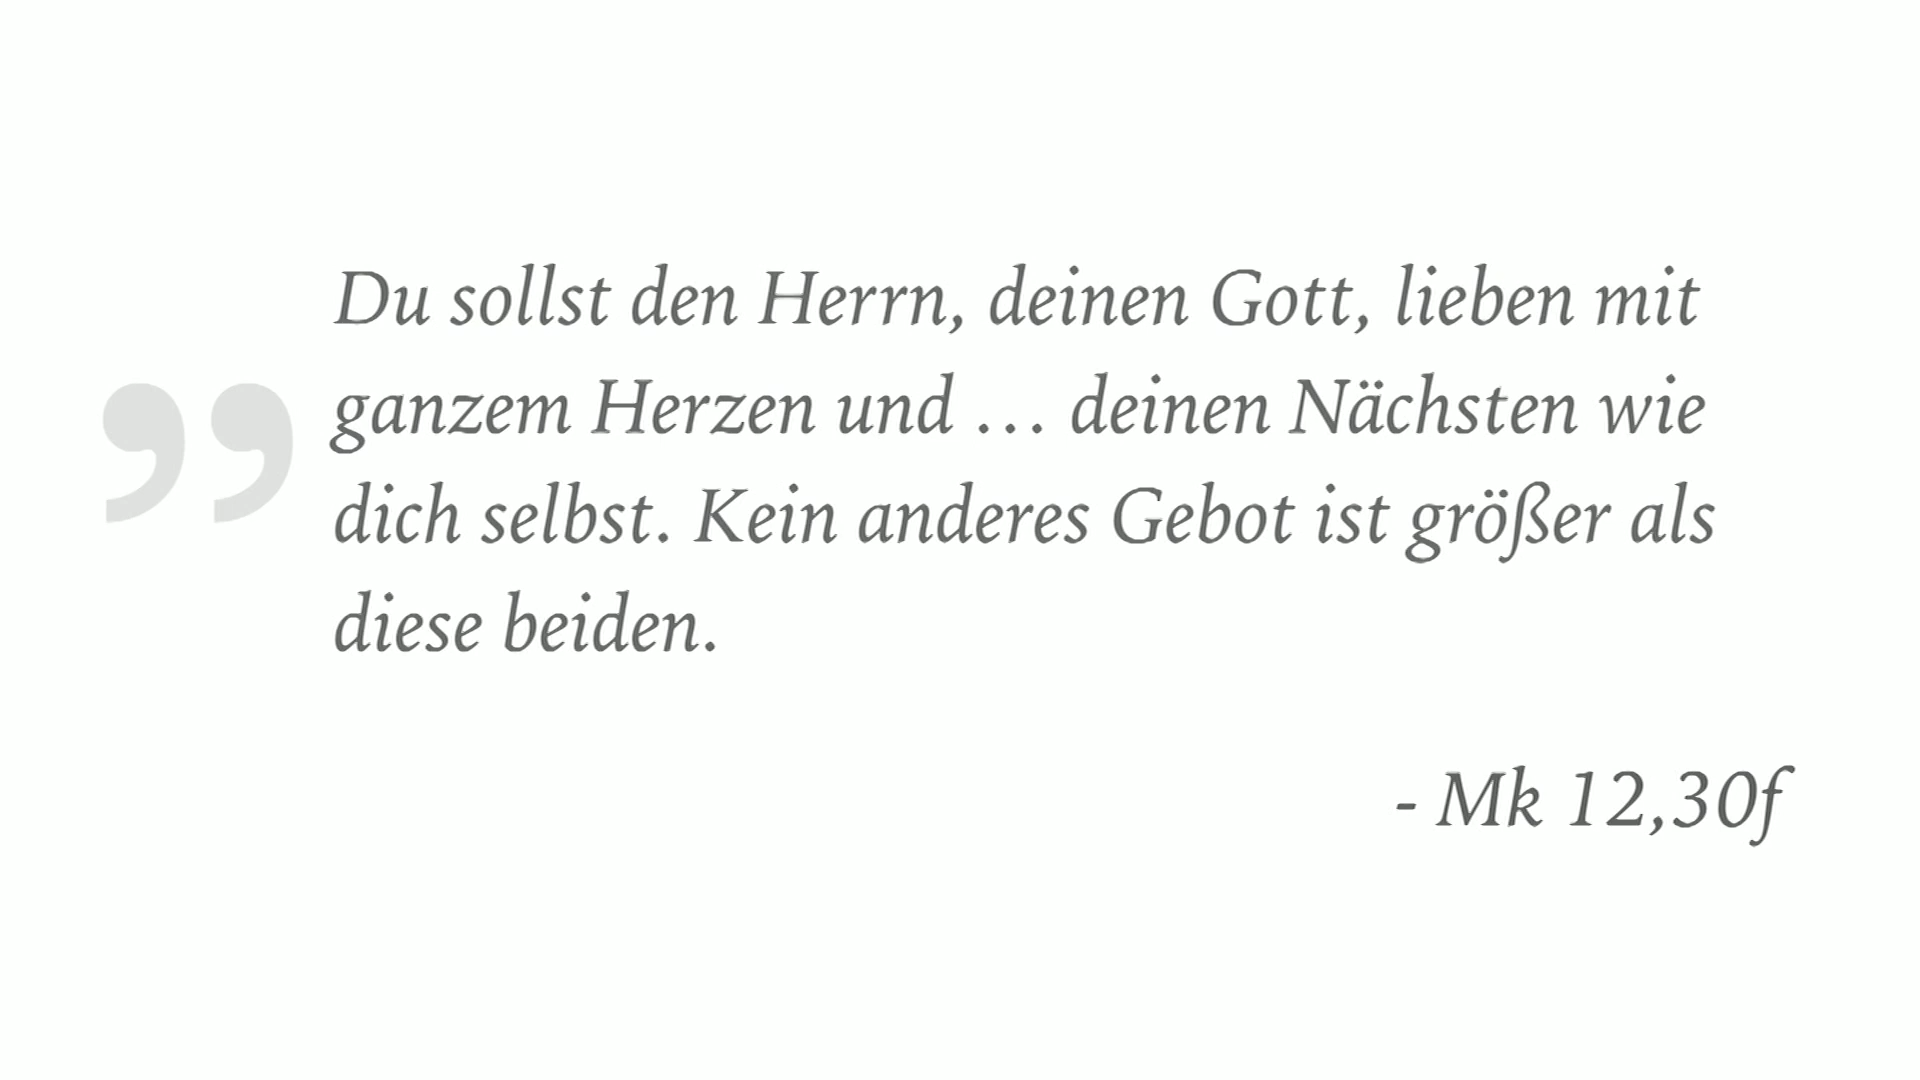 ”
Du sollst den Herrn, deinen Gott, lieben mit
ganzem Herzen und … deinen Nächsten wie
dich selbst. Kein anderes Gebot ist größer als
diese beiden.
- Mk 12,30f